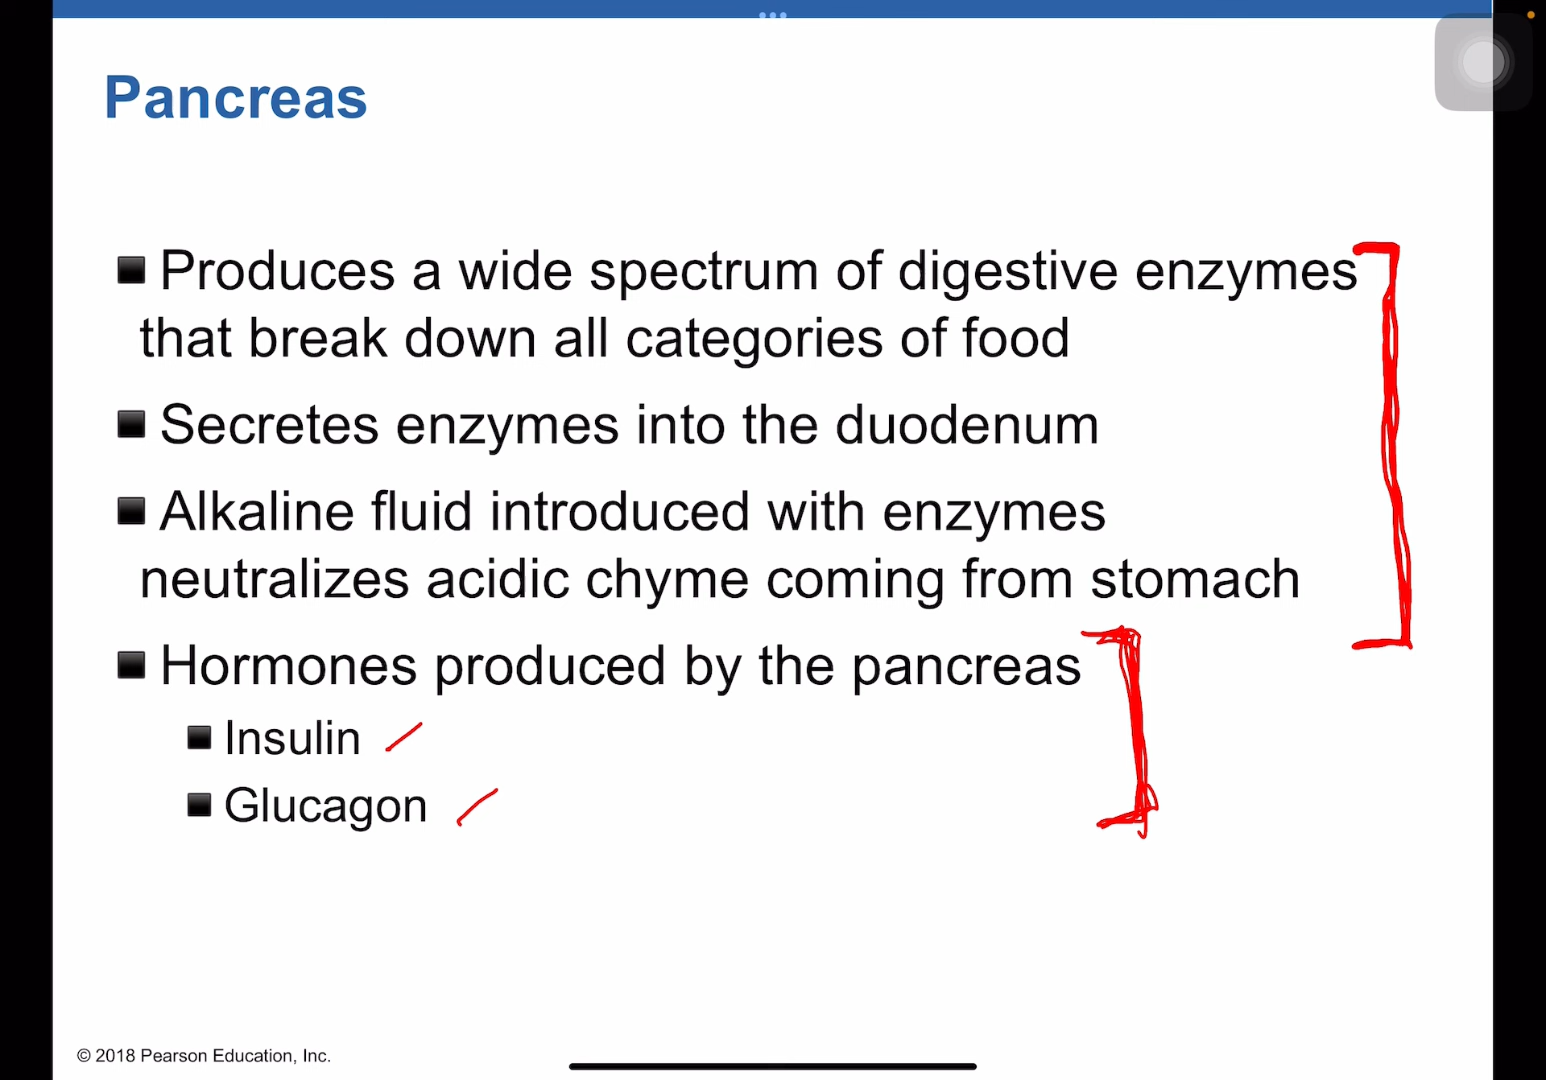 Pancreas
■ Produces a wide spectrum of digestive enzymes
that break down all categories of food
■ Secretes enzymes into the duodenum
■ Alkaline fluid introduced with enzymes
neutralizes acidic chyme coming from stomach
■ Hormones produced by the pancreas
■ Insulin
■ Glucagon
© 2018 Pearson Education, Inc.